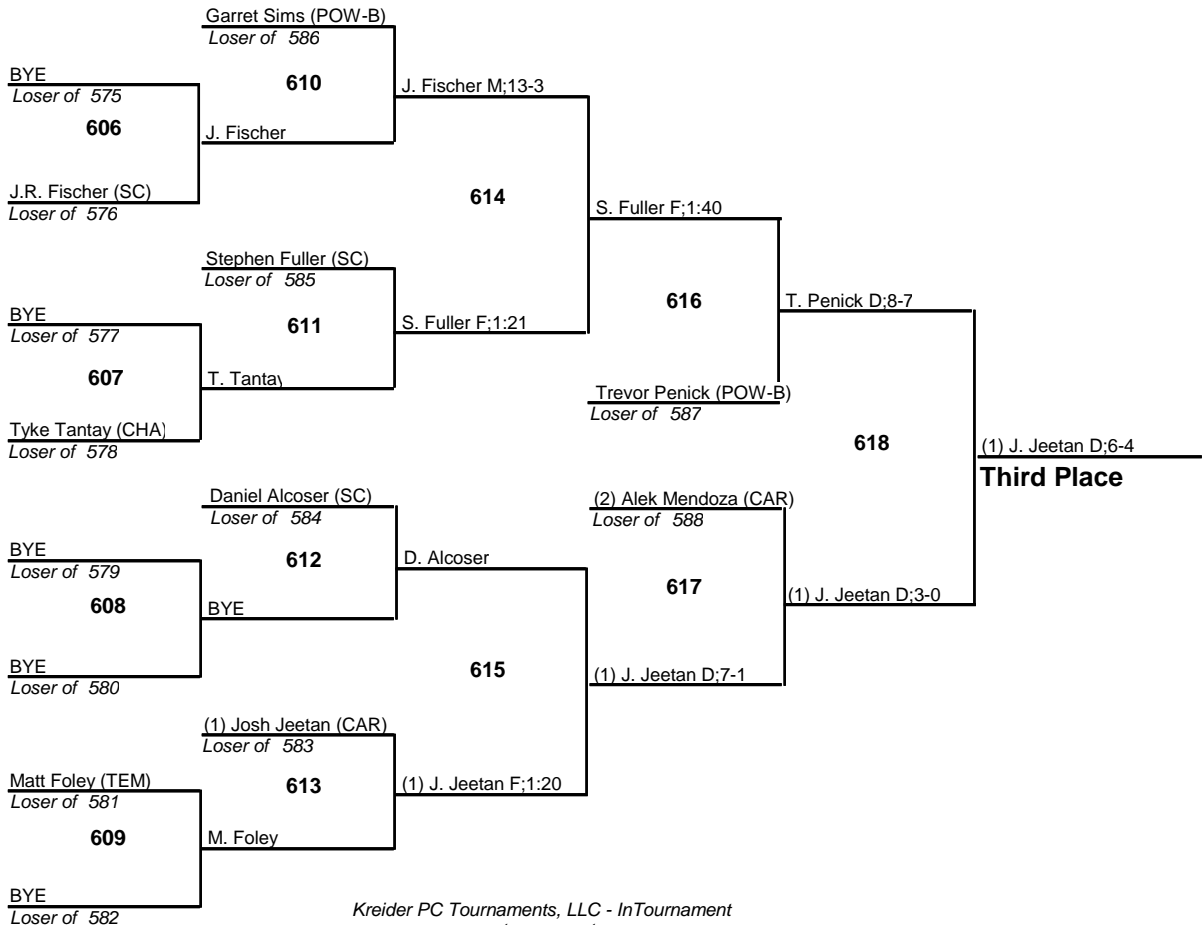 Garret Sims (POW-B)
Loser of 586
BYE
Loser of 575
610
J. Fischer M;13-3
606
J. Fischer
J.R. Fischer (SC)
Loser of 576
614
S. Fuller F;1:40
Stephen Fuller (SC)
Loser of 585
616
T. Penick D;8-7
BYE
Loser of 577
611
S. Fuller F;1:21
607
T. Tantay
Trevor Penick (POW-B)
Loser of 587
Tyke Tantay (CHA)
Loser of 578
618
(1) J. Jeetan D;6-4
Third Place
Daniel Alcoser (SC)
Loser of 584
(2) Alek Mendoza (CAR)
Loser of 588
BYE
Loser of 579
612
D. Alcoser
617
608
BYE
(1) J. Jeetan D;3-0
BYE
Loser of 580
615
(1) J. Jeetan D;7-1
(1) Josh Jeetan (CAR)
Loser of 583
Matt Foley (TEM)
Loser of 581
613
(1) J. Jeetan F;1:20
609
M. Foley
BYE
Loser of 582
Kreider PC Tournaments, LLC - InTournament